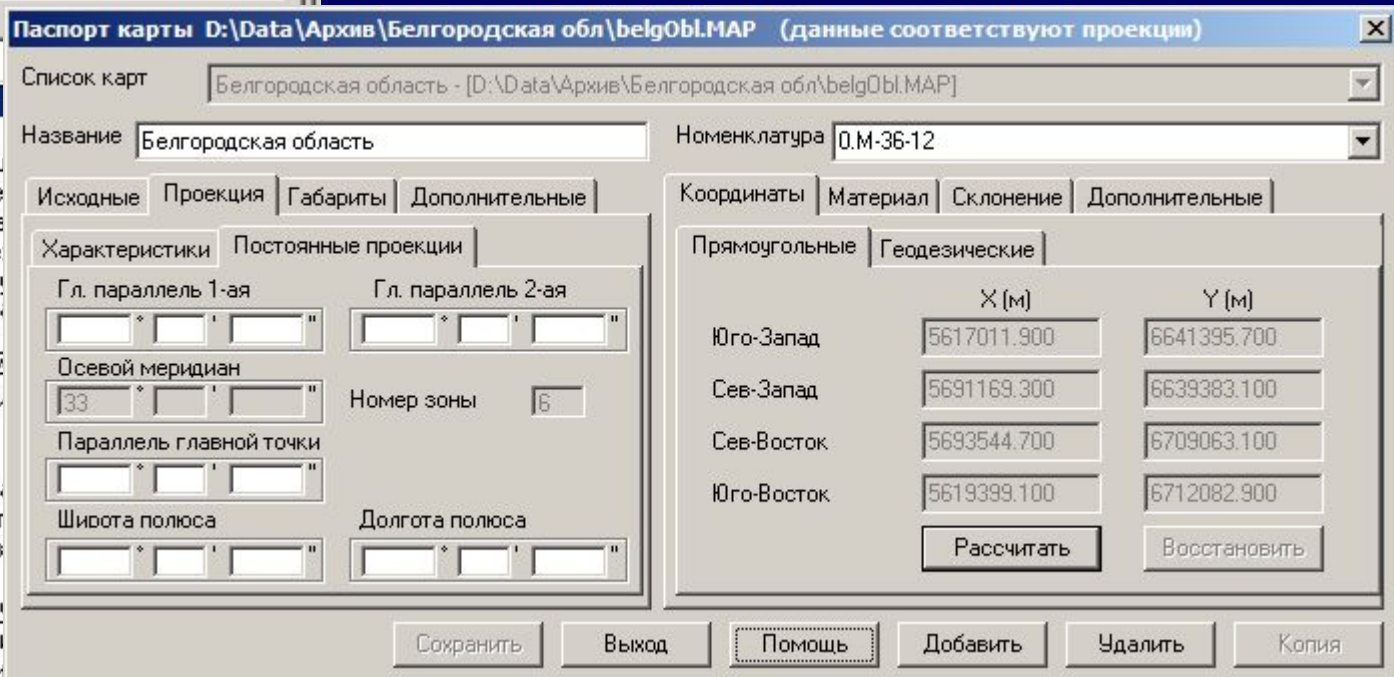 Паспорт карты D:\Data\Архив\Белгородская обл\belgObl.MAP (данные соответствуют проекции)
Список карт Белгородская область - [D:\Data\Архив\Белгородская обл\belgObl.MAP]
Название Белгородская область Номенклатура 0.М-36-12
Исходные Проекция Габариты Дополнительные Координаты Материал Склонение Дополнительные
Характеристики Постоянные проекции Прямоугольные Геодезические
Гл. параллель 1-ая Гл. параллель 2-ая X (м) Y (м)
° ' " ° ' " Юго-Запад 5617011.900 6641395.700
Осевой меридиан
33 ° ' " Номер зоны 6 Сев-Запад 5691169.300 6639383.100
Параллель главной точки Сев-Восток 5693544.700 6709063.100
° ' "
Широта полюса Долгота полюса Юго-Восток 5619399.100 6712082.900
° ' " ° ' " Рассчитать Восстановить
Сохранить Выход Помощь Добавить Удалить Копия